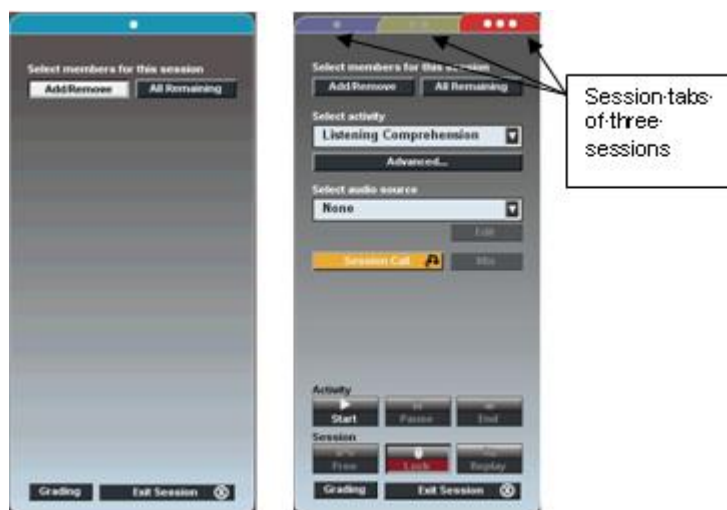 Select members for this session
Add/Remove All Remaining
Grading Exit Session
Select members for this session
Add/Remove All Remaining
Select activity
Listening Comprehension
Advanced...
Select audio source
None
Edit
Session Call Mix
Activity
Start Pause End
Session
Free Lock Replay
Grading Exit Session
Session tabs
of three
sessions